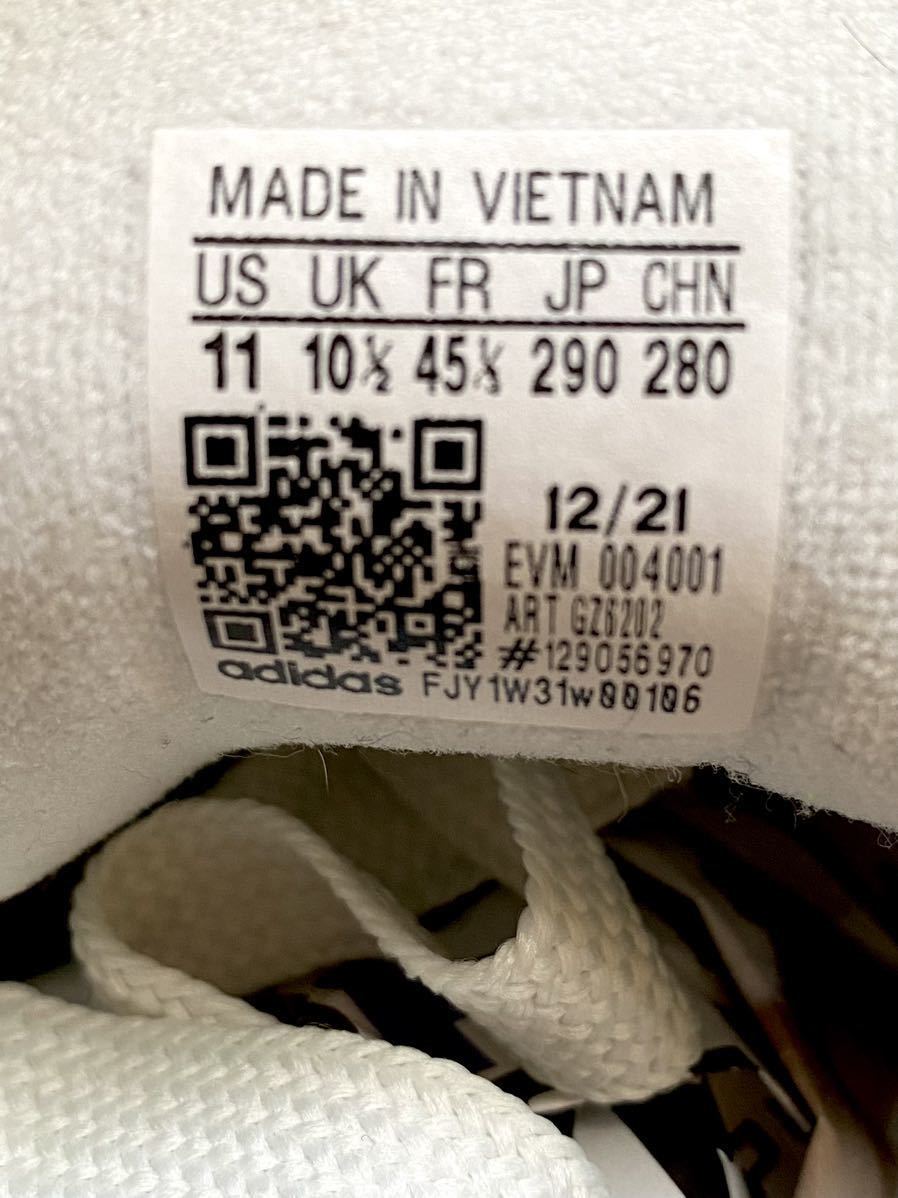 MADE IN VIETNAM
US UK FR JP CHN
11 10½ 45⅓ 290 280
12/21
EVM 004001
ART GZ6202
#129056970
adidas FJY1W31w00106